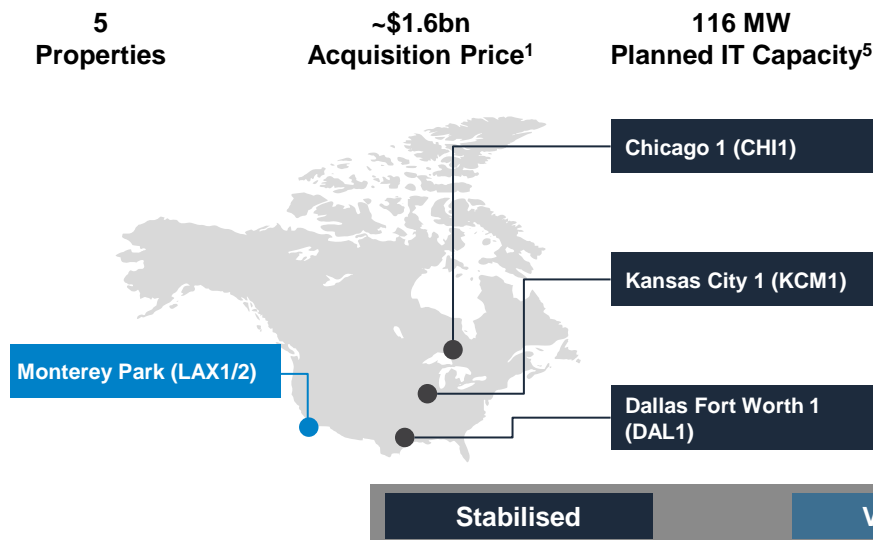 5
Properties
~$1.6bn
Acquisition Price1
116 MW
Planned IT Capacity5
Chicago 1 (CHI1)
Kansas City 1 (KCM1)
Monterey Park (LAX1/2)
Dallas Fort Worth 1
(DAL1)
Stabilised